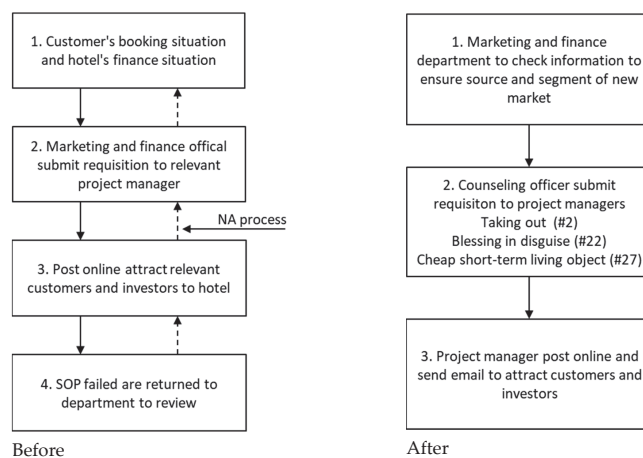 1. Customer's booking situation
and hotel's finance situation
2. Marketing and finance offical
submit requisition to relevant
project manager
NA process
3. Post online attract relevant
customers and investors to hotel
4. SOP failed are returned to
department to review
Before
1. Marketing and finance
department to check information to
ensure source and segment of new
market
2. Counseling officer submit
requisiton to project managers
Taking out (#2)
Blessing in disguise (#22)
Cheap short-term living object (#27)
3. Project manager post online and
send email to attract customers and
investors
After